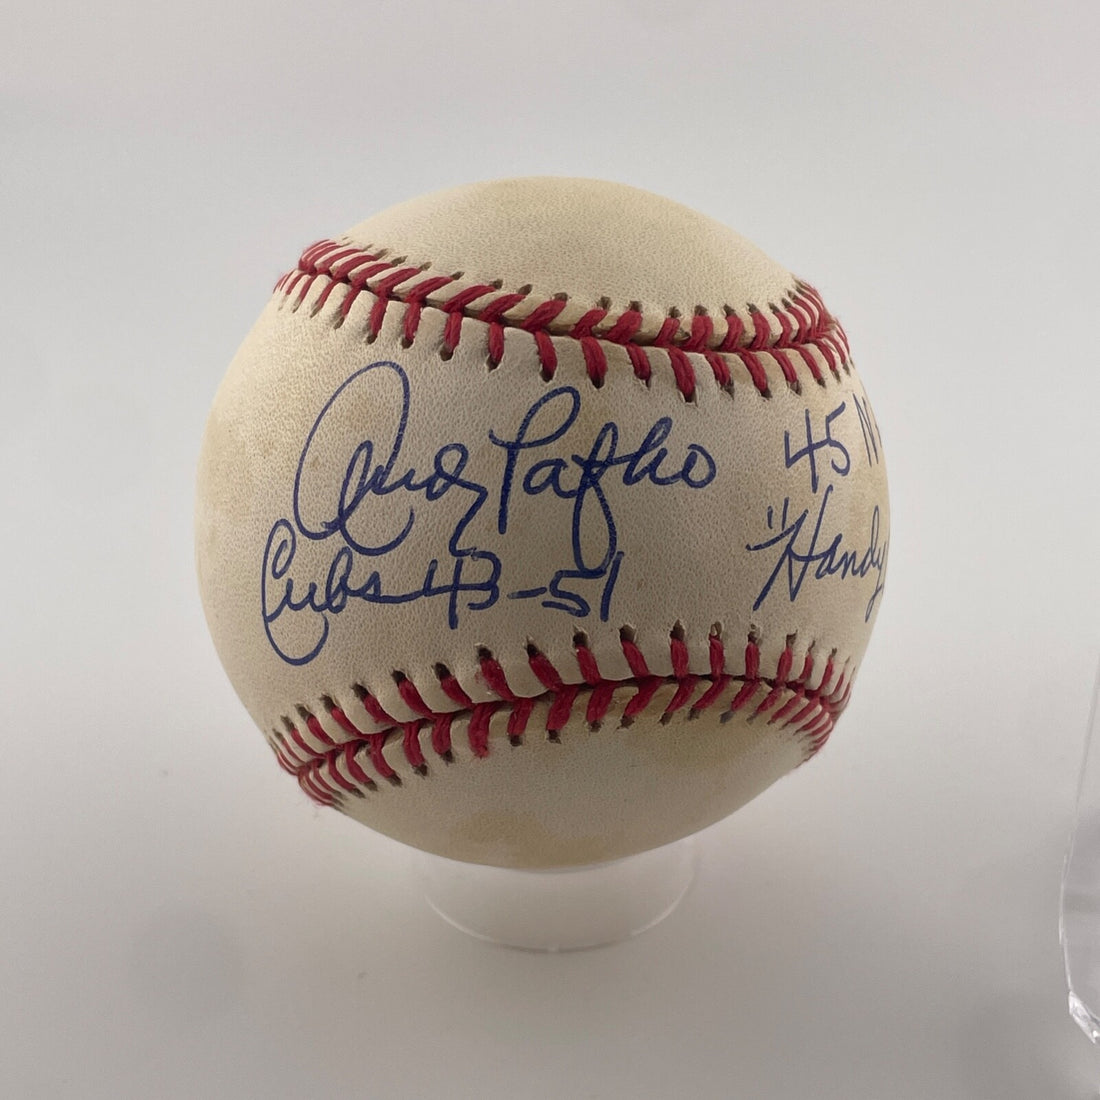 Andy Pafko
Cubs 43-51
45 N
"Handy